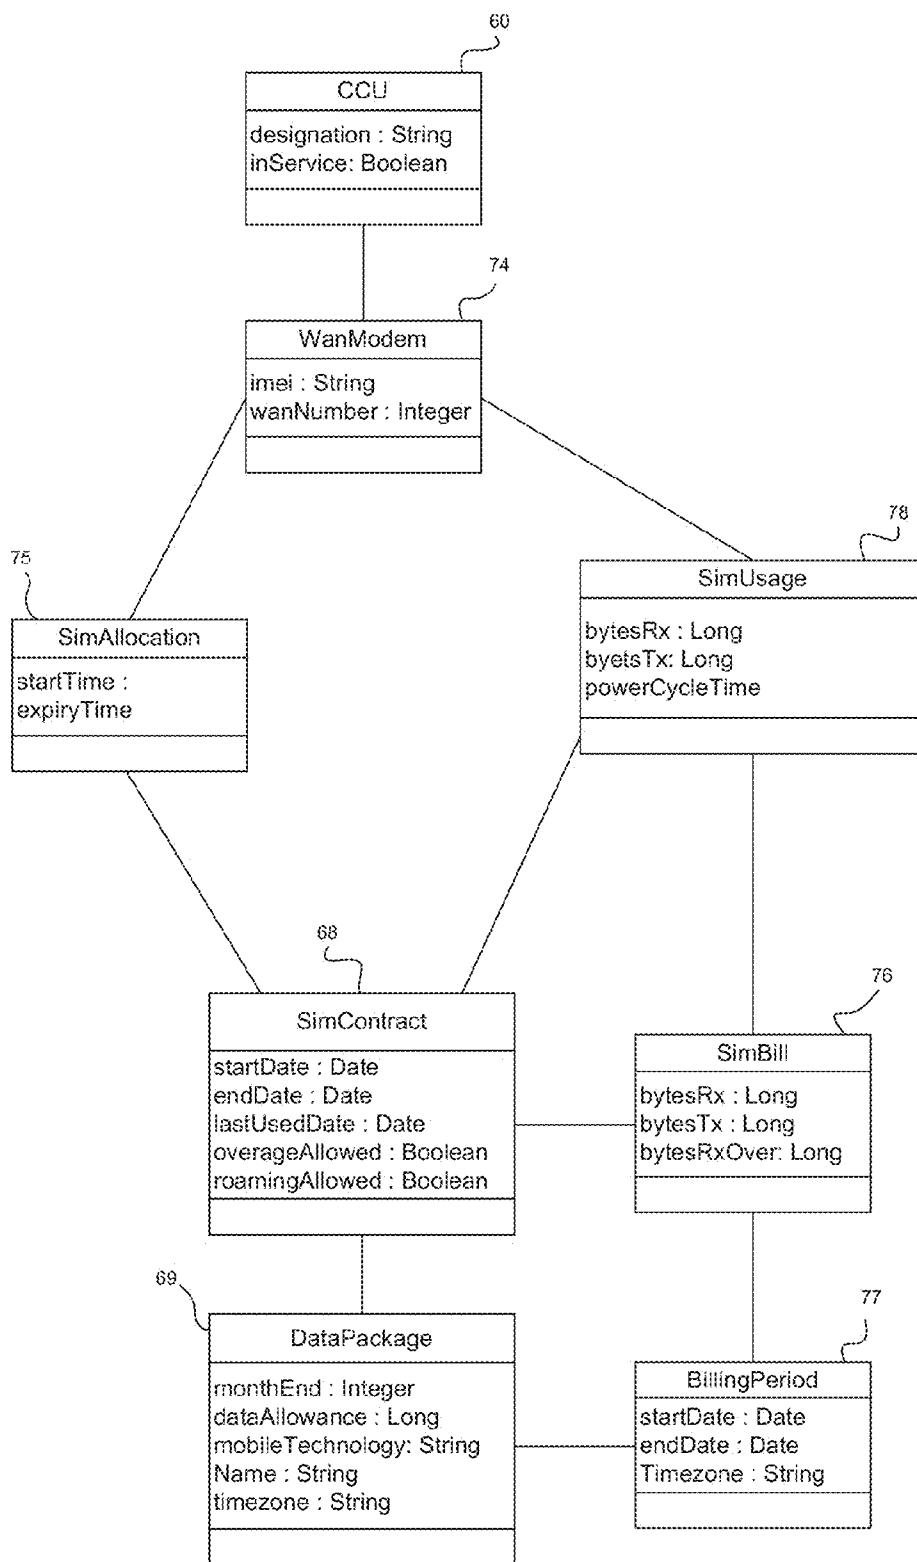 60
CCU
designation : String
inService: Boolean
74
WanModem
imei : String
wanNumber : Integer
78
SimUsage
bytesRx : Long
byetsTx: Long
powerCycleTime
75
SimAllocation
startTime :
expiryTime
68
SimContract
startDate : Date
endDate : Date
lastUsedDate : Date
overageAllowed : Boolean
roamingAllowed : Boolean
76
SimBill
bytesRx : Long
bytesTx : Long
bytesRxOver: Long
69
DataPackage
monthEnd : Integer
dataAllowance : Long
mobileTechnology: String
Name : String
timezone : String
77
BillingPeriod
startDate : Date
endDate : Date
Timezone : String